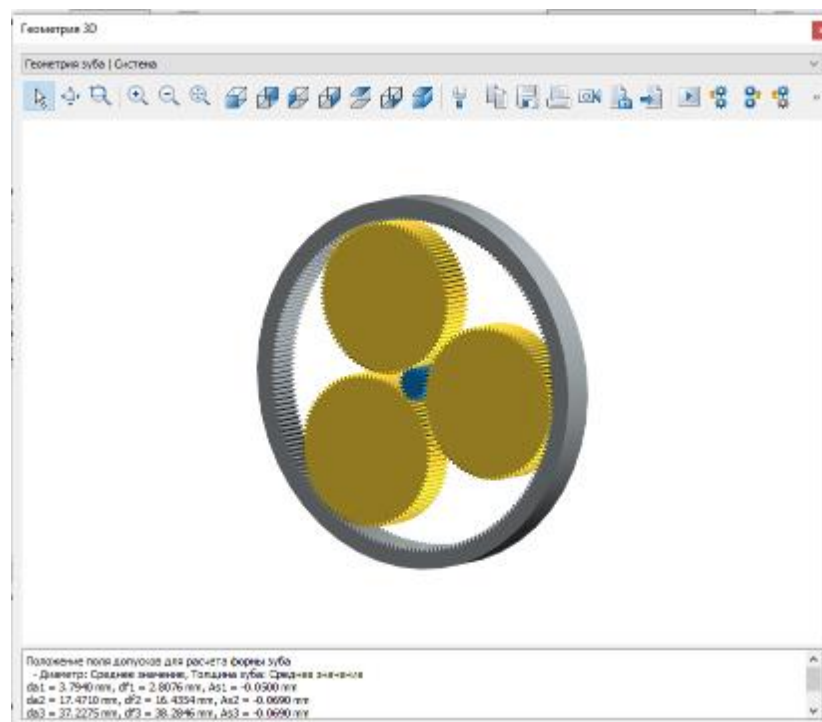 Геометрия 3D
Геометрия зуба | Система
Положение поля допусков для расчета формы зуба
- Диаметр: Среднее значение, Толщина зуба: Среднее значение
da1 = 3.7940 mm, df1 = 2.8076 mm, As1 = -0.0500 mm
da2 = 17.4710 mm, df2 = 16.4354 mm, As2 = -0.0690 mm
da3 = 37.2275 mm, df3 = 38.2846 mm, As3 = -0.0690 mm